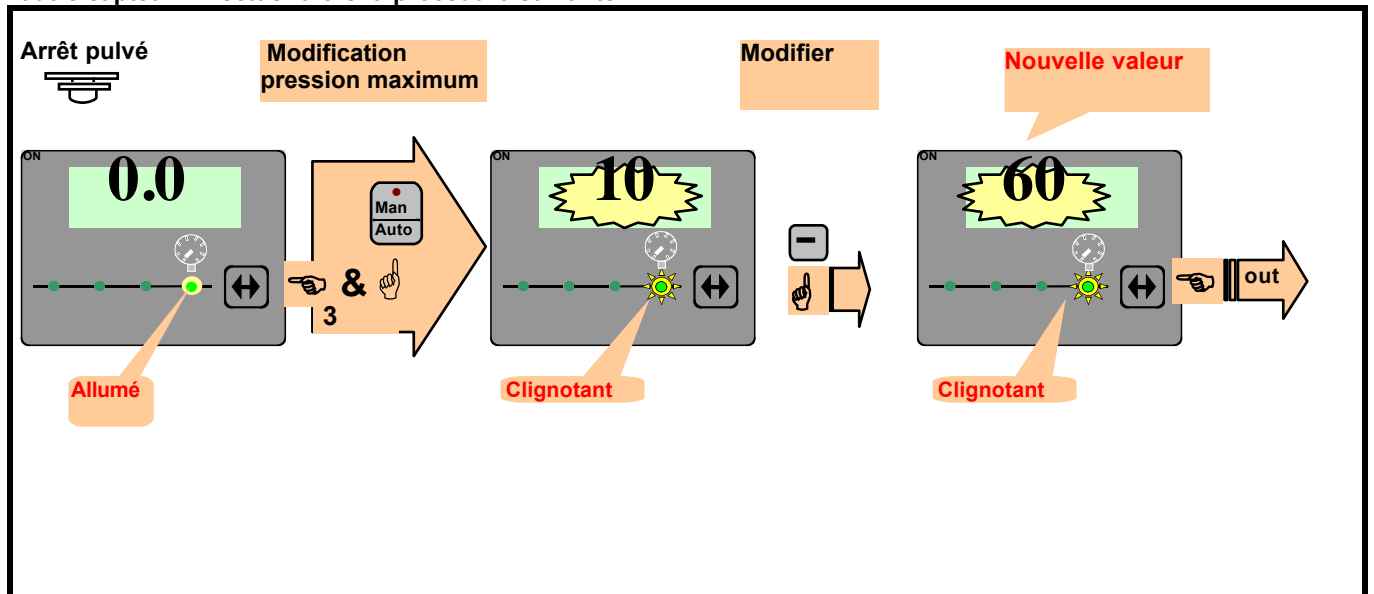 Arrêt pulvé
Modification
pression maximum
Modifier
Nouvelle valeur
ON
0.0
Man
Auto
&
3
ON
10
ON
60
out
Allumé
Clignotant
Clignotant